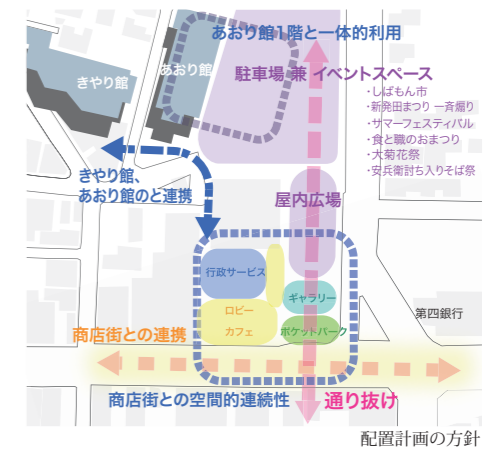 あおり館1階と一体的利用
きやり館
あおり館
駐車場 兼 イベントスペース
・しばもん市
・新発田まつり 一斉煽り
・サマーフェスティバル
・食と職のおまつり
・大菊花祭
・安兵衛討ち入りそば祭
きやり館、
あおり館のと連携
屋内広場
行政サービス
ギャラリー
ロビー
カフェ
ポケットパーク
第四銀行
商店街との連携
商店街との空間的連続性
通り抜け
配置計画の方針